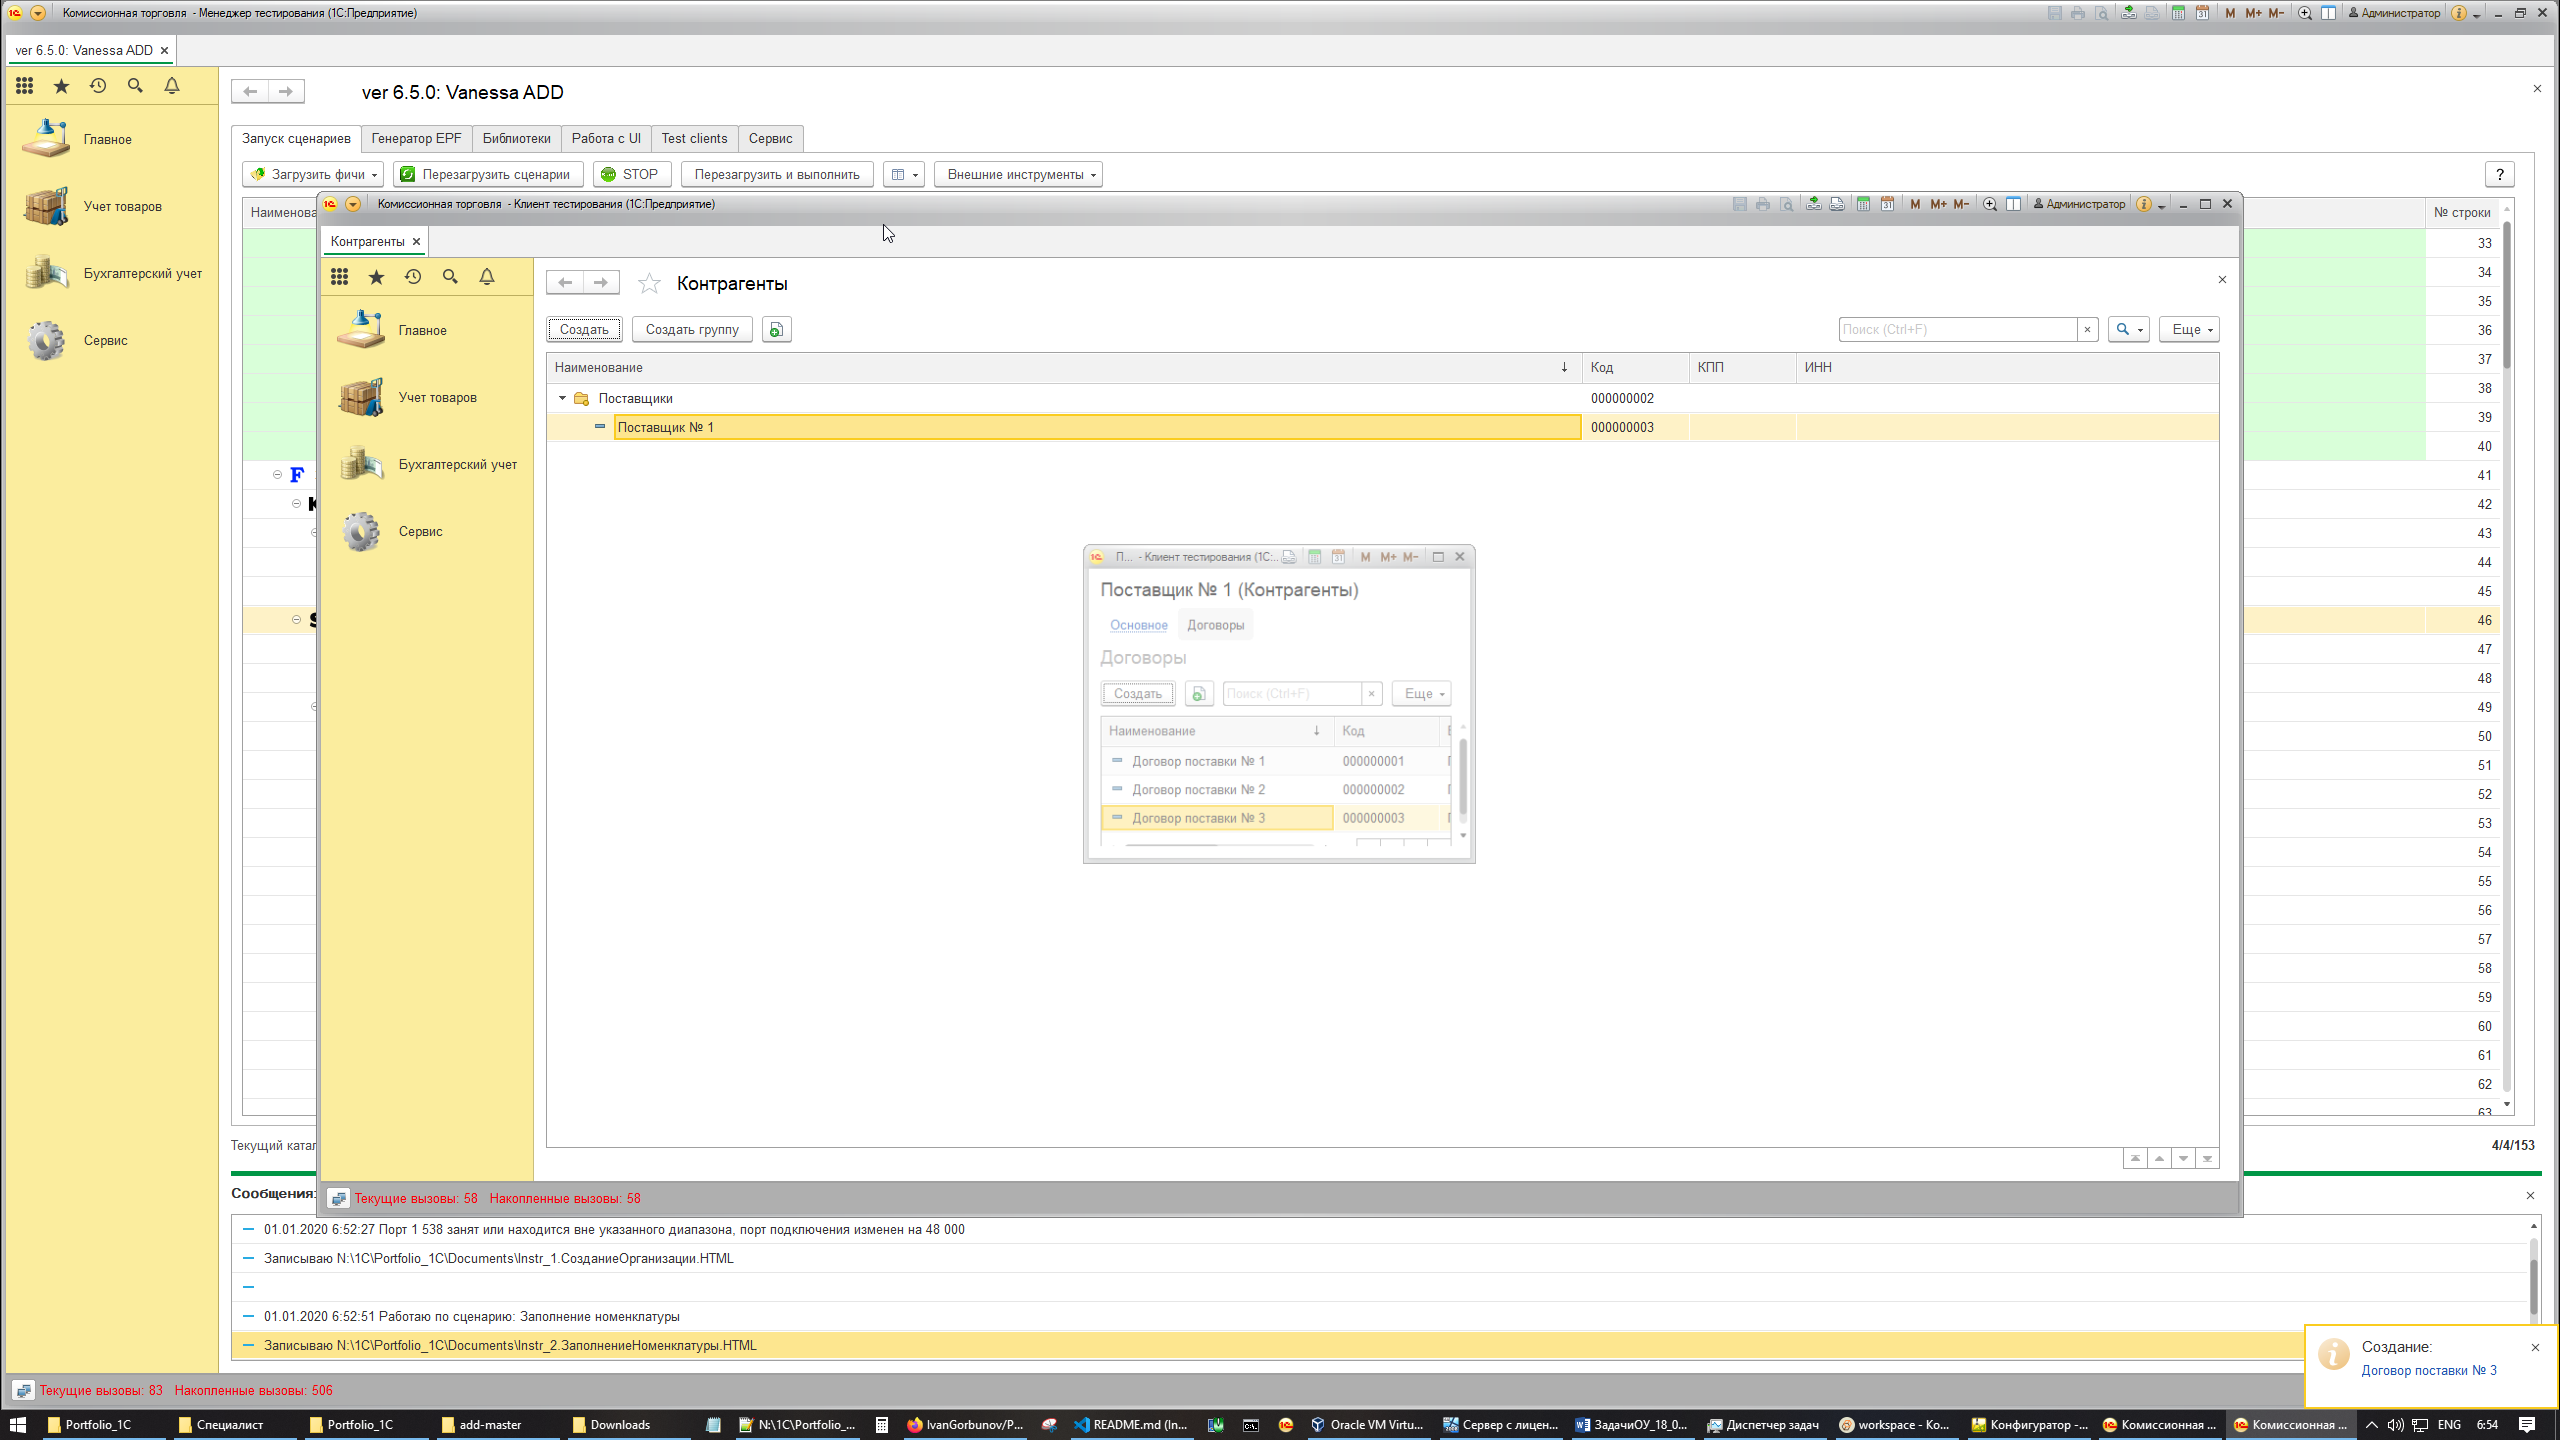 Комиссионная торговля - Менеджер тестирования (1С:Предприятие)
M M+ M- Администратор
ver 6.5.0: Vanessa ADD
ver 6.5.0: Vanessa ADD
Главное
Учет товаров
Бухгалтерский учет
Сервис
Запуск сценариев Генератор EPF Библиотеки Работа с UI Test clients Сервис
Загрузить фичи Перезагрузить сценарии STOP Перезагрузить и выполнить Внешние инструменты ?
Наименова № строки
33
34
35
36
37
38
39
40
F 41
42
43
44
45
46
47
48
49
50
51
52
53
54
55
56
57
58
59
60
61
62
63
Комиссионная торговля - Клиент тестирования (1С:Предприятие)
M M+ M- Администратор
Контрагенты
Контрагенты
Главное
Учет товаров
Бухгалтерский учет
Сервис
Создать Создать группу Поиск (Ctrl+F) Еще
Наименование Код КПП ИНН
Поставщики 000000002
Поставщик № 1 000000003
П... - Клиент тестирования (1С:... M M+ M-
Поставщик № 1 (Контрагенты)
Основное Договоры
Договоры
Создать Поиск (Ctrl+F) Еще
Наименование Код
Договор поставки № 1 000000001
Договор поставки № 2 000000002
Договор поставки № 3 000000003
Текущие вызовы: 58 Накопленные вызовы: 58
Текущий катал 4/4/153
Сообщения:
01.01.2020 6:52:27 Порт 1 538 занят или находится вне указанного диапазона, порт подключения изменен на 48 000
Записываю N:\1C\Portfolio_1C\Documents\Instr_1.СозданиеОрганизации.HTML
01.01.2020 6:52:51 Работаю по сценарию: Заполнение номенклатуры
Записываю N:\1C\Portfolio_1C\Documents\Instr_2.ЗаполнениеНоменклатуры.HTML
Создание:
Договор поставки № 3
Текущие вызовы: 83 Накопленные вызовы: 506
Portfolio_1C Специалист Portfolio_1C add-master Downloads N:\1C\Portfolio_... IvanGorbunov/P... README.md (In... Oracle VM Virtu... Сервер с лицен... ЗадачиОУ_18_0... Диспетчер задач workspace - Ко... Конфигуратор -... Комиссионная ... Комиссионная ... ENG 6:54